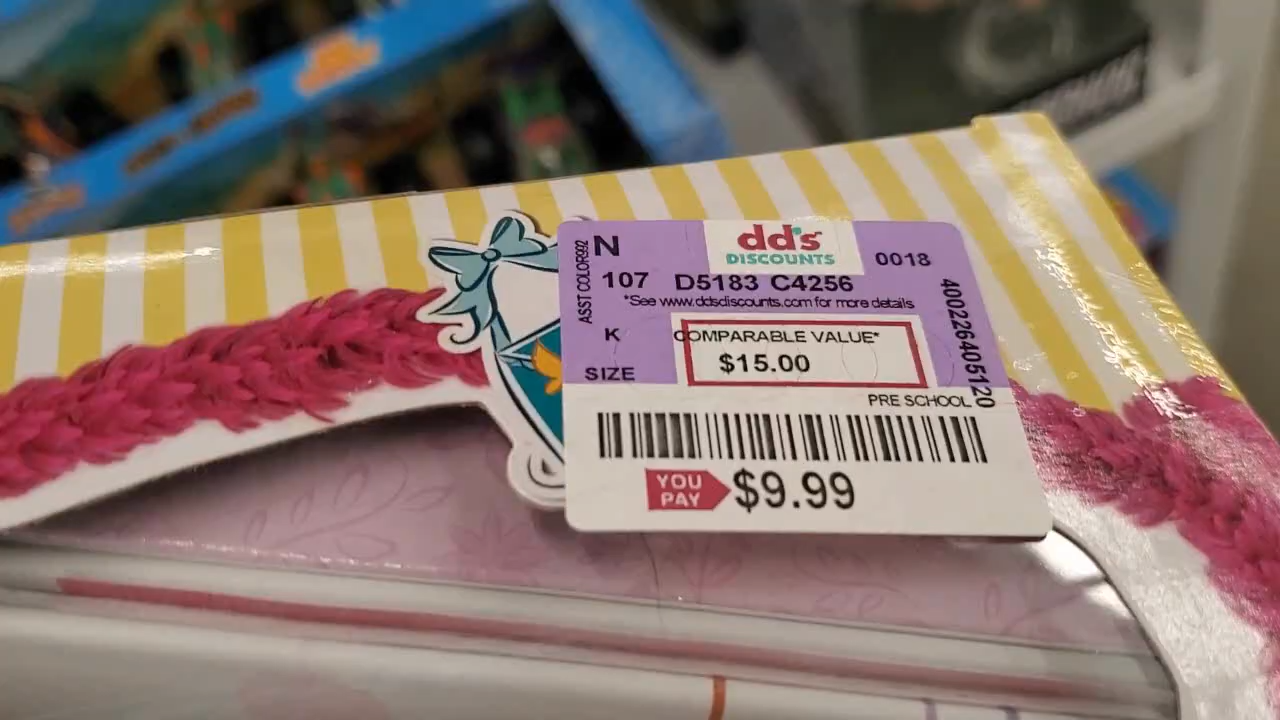 ASST COLOR992
N
dd's
DISCOUNTS
0018
107 D5183 C4256
*See www.ddsdiscounts.com for more details
K
COMPARABLE VALUE*
$15.00
SIZE
400226405120
PRE SCHOOL
YOU
PAY
$9.99